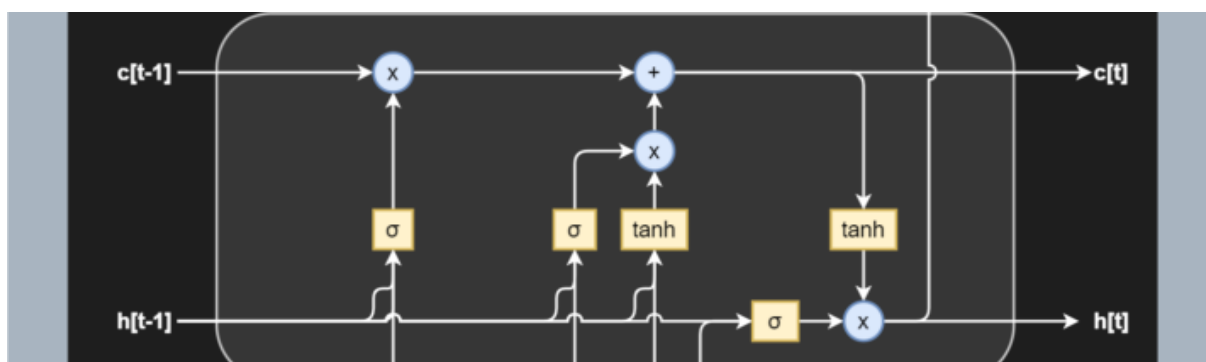 c[t-1]
x
+
c[t]
x
σ
σ
tanh
tanh
h[t-1]
σ
x
h[t]